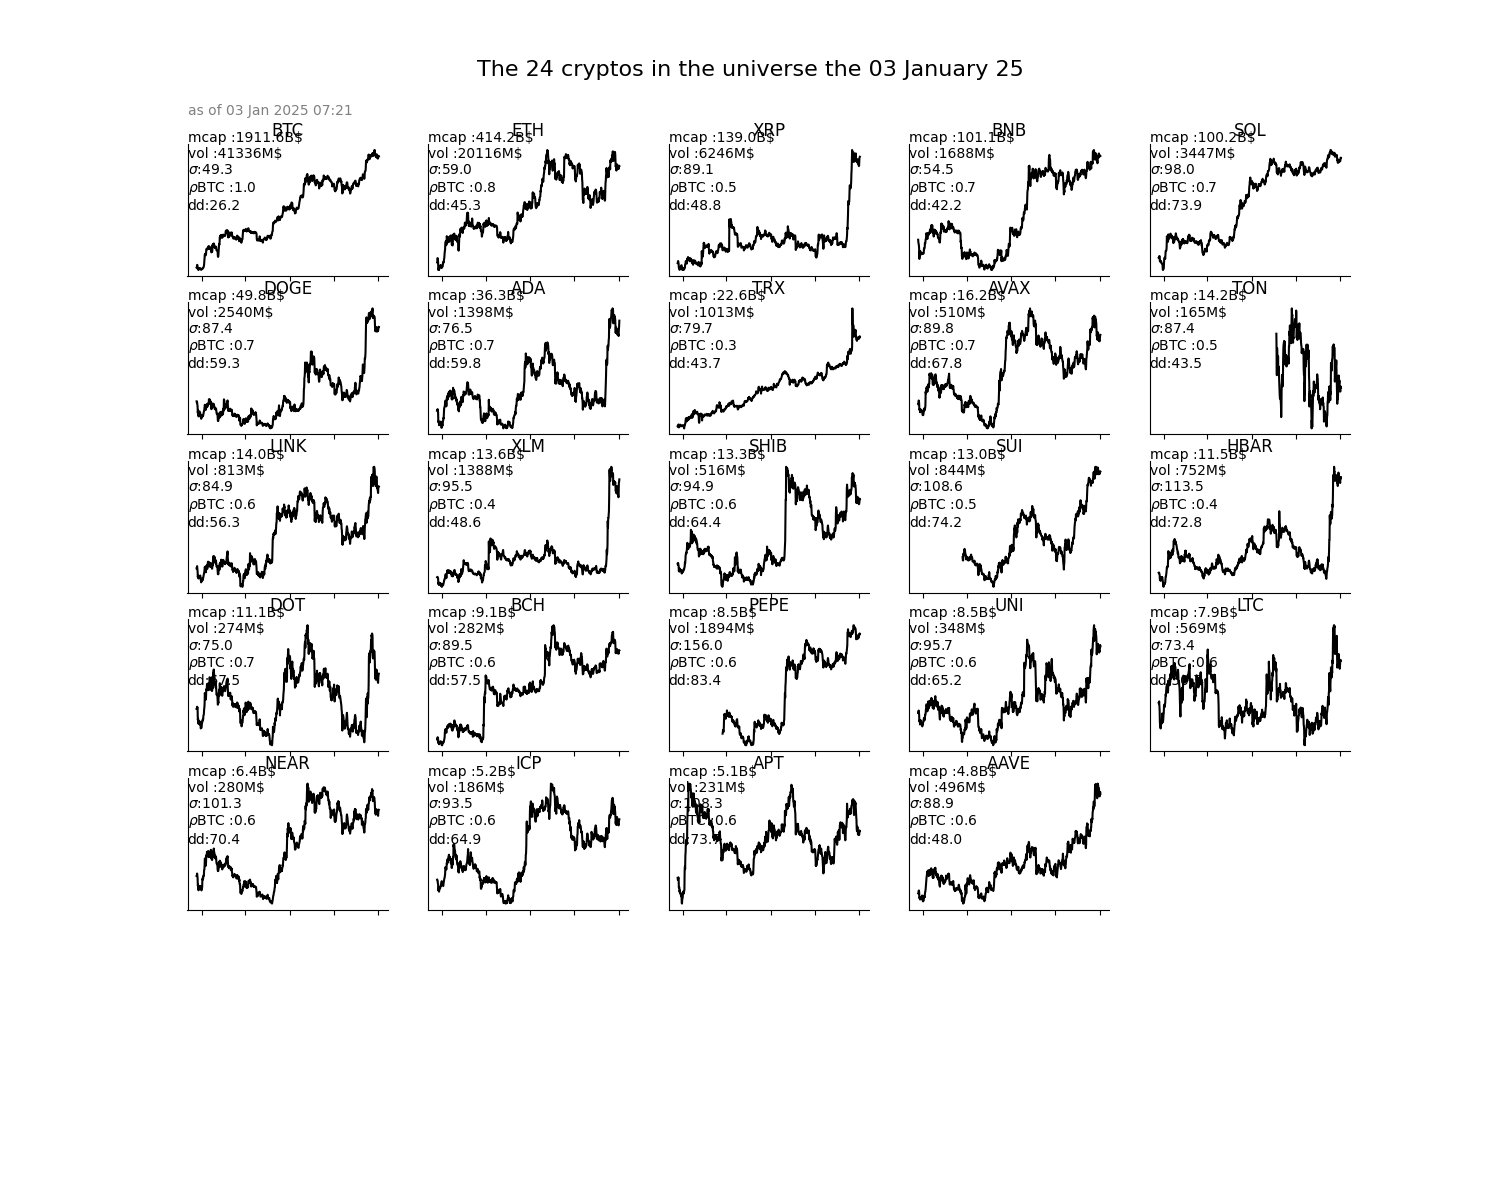 The 24 cryptos in the universe the 03 January 25
as of 03 Jan 2025 07:21
BTC
mcap :1911.6B$
vol :41336M$
σ:49.3
ρBTC :1.0
dd:26.2
ETH
mcap :414.2B$
vol :20116M$
σ:59.0
ρBTC :0.8
dd:45.3
XRP
mcap :139.0B$
vol :6246M$
σ:89.1
ρBTC :0.5
dd:48.8
BNB
mcap :101.1B$
vol :1688M$
σ:54.5
ρBTC :0.7
dd:42.2
SOL
mcap :100.2B$
vol :3447M$
σ:98.0
ρBTC :0.7
dd:73.9
DOGE
mcap :49.8B$
vol :2540M$
σ:87.4
ρBTC :0.7
dd:59.3
ADA
mcap :36.3B$
vol :1398M$
σ:76.5
ρBTC :0.7
dd:59.8
TRX
mcap :22.6B$
vol :1013M$
σ:79.7
ρBTC :0.3
dd:43.7
AVAX
mcap :16.2B$
vol :510M$
σ:89.8
ρBTC :0.7
dd:67.8
TON
mcap :14.2B$
vol :165M$
σ:87.4
ρBTC :0.5
dd:43.5
LINK
mcap :14.0B$
vol :813M$
σ:84.9
ρBTC :0.6
dd:56.3
XLM
mcap :13.6B$
vol :1388M$
σ:95.5
ρBTC :0.4
dd:48.6
SHIB
mcap :13.3B$
vol :516M$
σ:94.9
ρBTC :0.6
dd:64.4
SUI
mcap :13.0B$
vol :844M$
σ:108.6
ρBTC :0.5
dd:74.2
HBAR
mcap :11.5B$
vol :752M$
σ:113.5
ρBTC :0.4
dd:72.8
DOT
mcap :11.1B$
vol :274M$
σ:75.0
ρBTC :0.7
BCH
mcap :9.1B$
vol :282M$
σ:89.5
ρBTC :0.6
dd:57.5
PEPE
mcap :8.5B$
vol :1894M$
σ:156.0
ρBTC :0.6
dd:83.4
UNI
mcap :8.5B$
vol :348M$
σ:95.7
ρBTC :0.6
dd:65.2
LTC
mcap :7.9B$
vol :569M$
σ:73.4
ρBTC :0.6
NEAR
mcap :6.4B$
vol :280M$
σ:101.3
ρBTC :0.6
dd:70.4
ICP
mcap :5.2B$
vol :186M$
σ:93.5
ρBTC :0.6
dd:64.9
APT
mcap :5.1B$
vol :231M$
σ:108.3
ρBTC :0.6
AAVE
mcap :4.8B$
vol :496M$
σ:88.9
ρBTC :0.6
dd:48.0